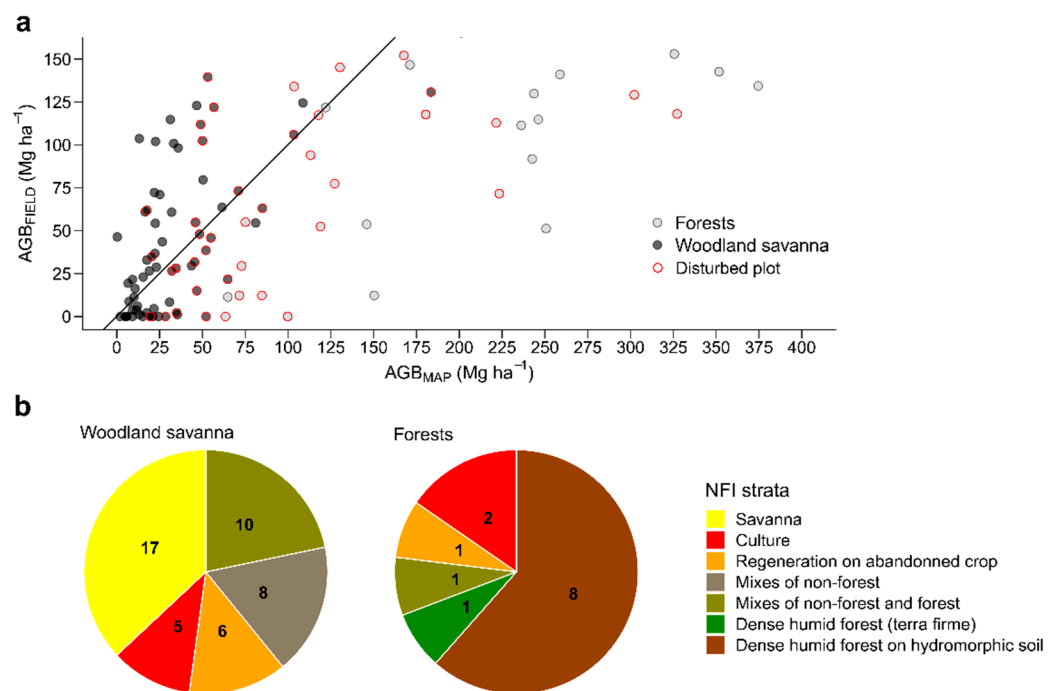 a
AGBFIELD (Mg ha⁻¹)
150
125
100
75
50
25
0
Forests
Woodland savanna
Disturbed plot
0 25 50 75 100 125 150 175 200 225 250 275 300 325 350 375 400
AGBMAP (Mg ha⁻¹)
b
Woodland savanna
17
10
8
6
5
Forests
2
1
1
1
8
NFI strata
Savanna
Culture
Regeneration on abandonned crop
Mixes of non-forest
Mixes of non-forest and forest
Dense humid forest (terra firme)
Dense humid forest on hydromorphic soil